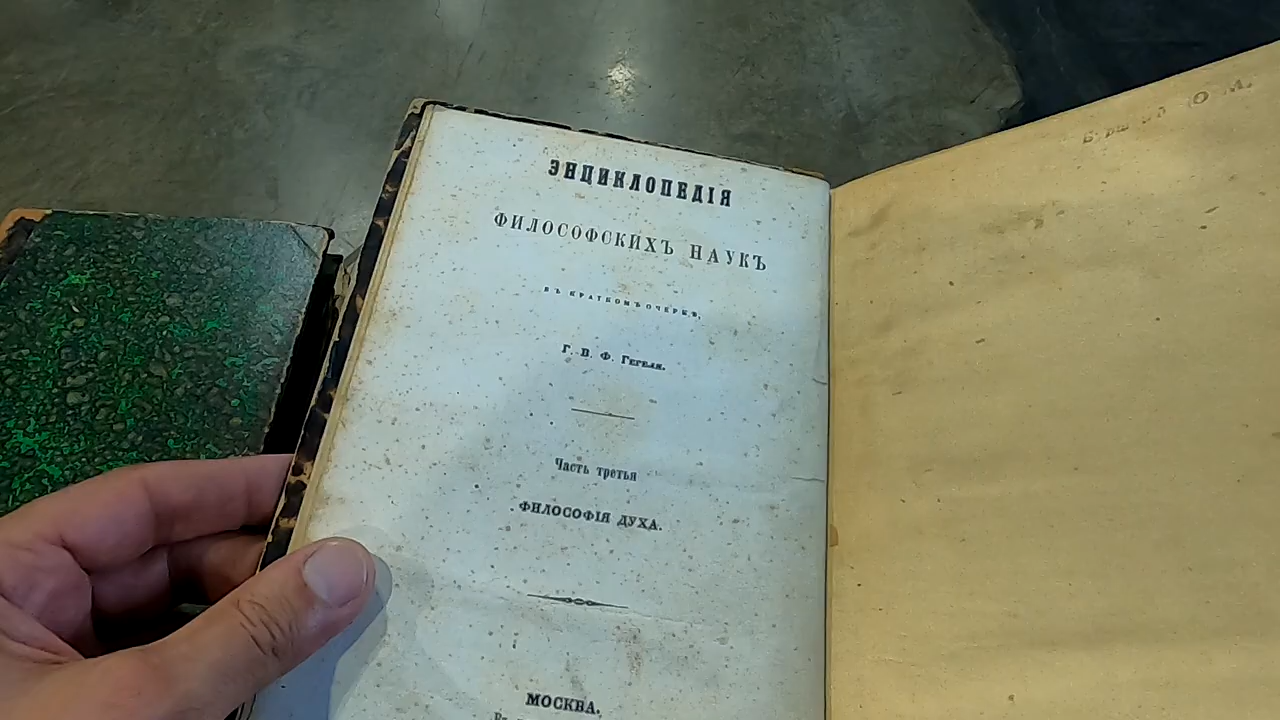 ЭНЦИКЛОПЕДІЯ
ФИЛОСОФСКИХЪ НАУКЪ
ВЪ КРАТКОМЪ ОЧЕРКѢ,
Г. В. Ф. Гегеля.
Часть третья
ФИЛОСОФІЯ ДУХА.
МОСКВА.